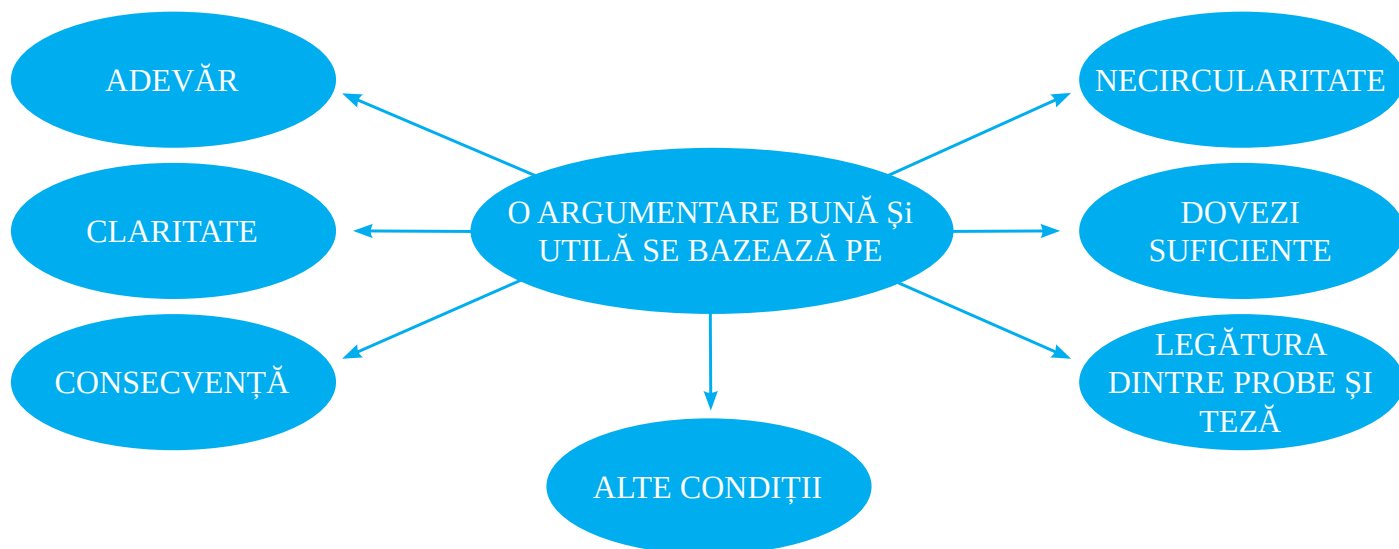 ADEVĂR
NECIRCULARITATE
O ARGUMENTARE BUNĂ Și
UTILĂ SE BAZEAZĂ PE
CLARITATE
DOVEZI
SUFICIENTE
CONSECVENȚĂ
LEGĂTURA
DINTRE PROBE ȘI
TEZĂ
ALTE CONDIȚII